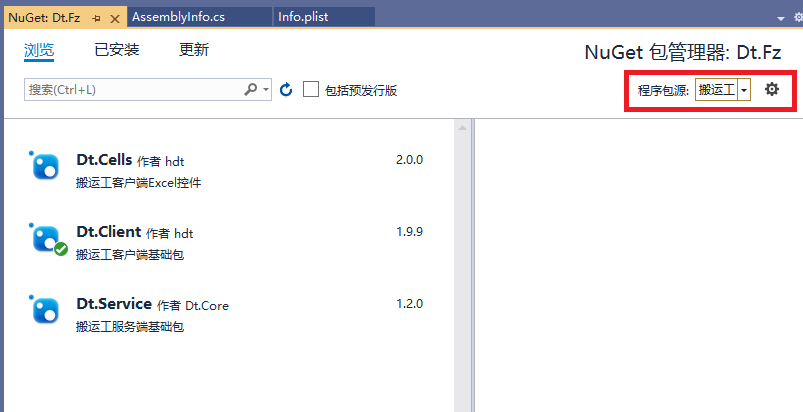 NuGet: Dt.Fz AssemblyInfo.cs Info.plist
浏览 已安装 更新 NuGet 包管理器: Dt.Fz
搜索(Ctrl+L) 包括预发行版 程序包源: 搬运工
Dt.Cells 作者 hdt 2.0.0
搬运工客户端Excel控件
Dt.Client 作者 hdt 1.9.9
搬运工客户端基础包
Dt.Service 作者 Dt.Core 1.2.0
搬运工服务端基础包